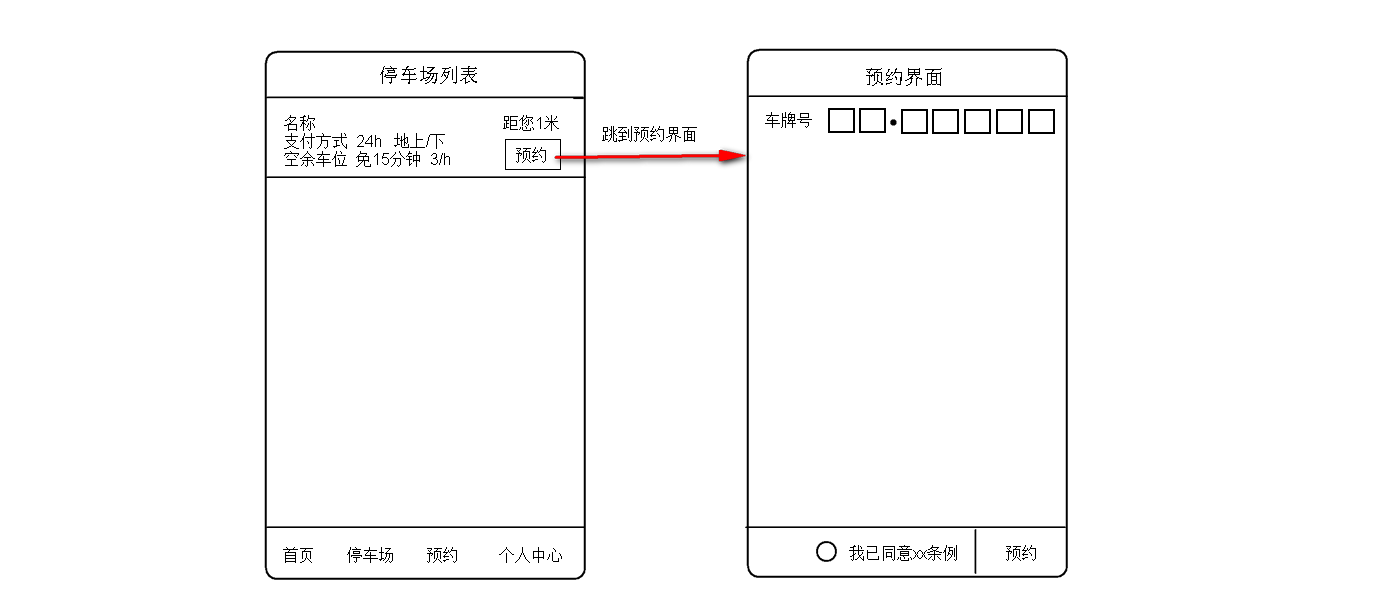 停车场列表
名称
距您1米
支付方式 24h 地上/下
空余车位 免15分钟 3/h
预约
首页 停车场 预约 个人中心
跳到预约界面
预约界面
车牌号
我已同意xx条例
预约